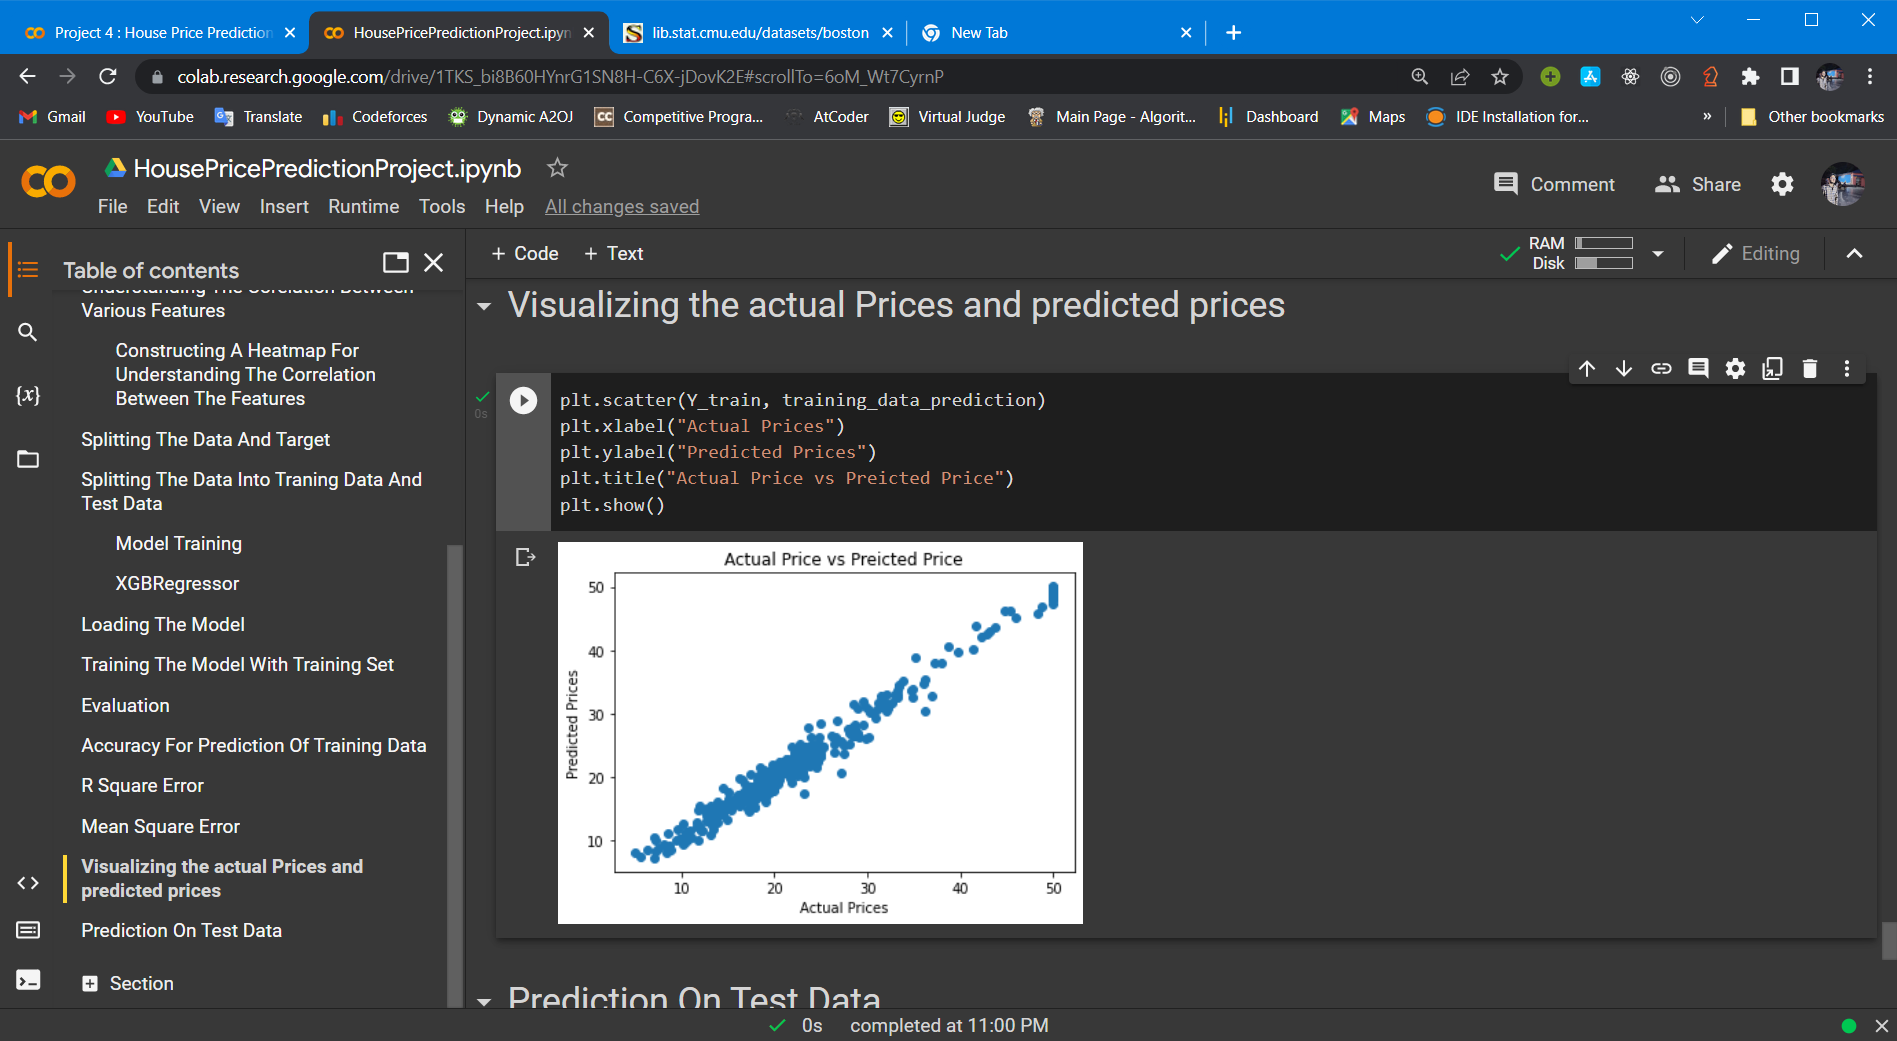 Project 4 : House Price Prediction
HousePricePredictionProject.ipyn
lib.stat.cmu.edu/datasets/boston
New Tab
colab.research.google.com/drive/1TKS_bi8B60HYnrG1SN8H-C6X-jDovK2E#scrollTo=6oM_Wt7CyrnP
Gmail
YouTube
Translate
Codeforces
Dynamic A2OJ
CC
Competitive Progra...
AtCoder
Virtual Judge
Main Page - Algorit...
Dashboard
Maps
IDE Installation for...
»
Other bookmarks
HousePricePredictionProject.ipynb
Comment
Share
File Edit View Insert Runtime Tools Help All changes saved
+ Code + Text
RAM
Disk
Editing
Table of contents
Understanding The Corelation Between
Various Features
Constructing A Heatmap For
Understanding The Correlation
Between The Features
Splitting The Data And Target
Splitting The Data Into Traning Data And
Test Data
Model Training
XGBRegressor
Loading The Model
Training The Model With Training Set
Evaluation
Accuracy For Prediction Of Training Data
R Square Error
Mean Square Error
Visualizing the actual Prices and
predicted prices
Prediction On Test Data
Section
{x}
Visualizing the actual Prices and predicted prices
0s
plt.scatter(Y_train, training_data_prediction)
plt.xlabel("Actual Prices")
plt.ylabel("Predicted Prices")
plt.title("Actual Price vs Preicted Price")
plt.show()
Actual Price vs Preicted Price
50
40
30
20
10
Predicted Prices
10 20 30 40 50
Actual Prices
Prediction On Test Data
0s completed at 11:00 PM